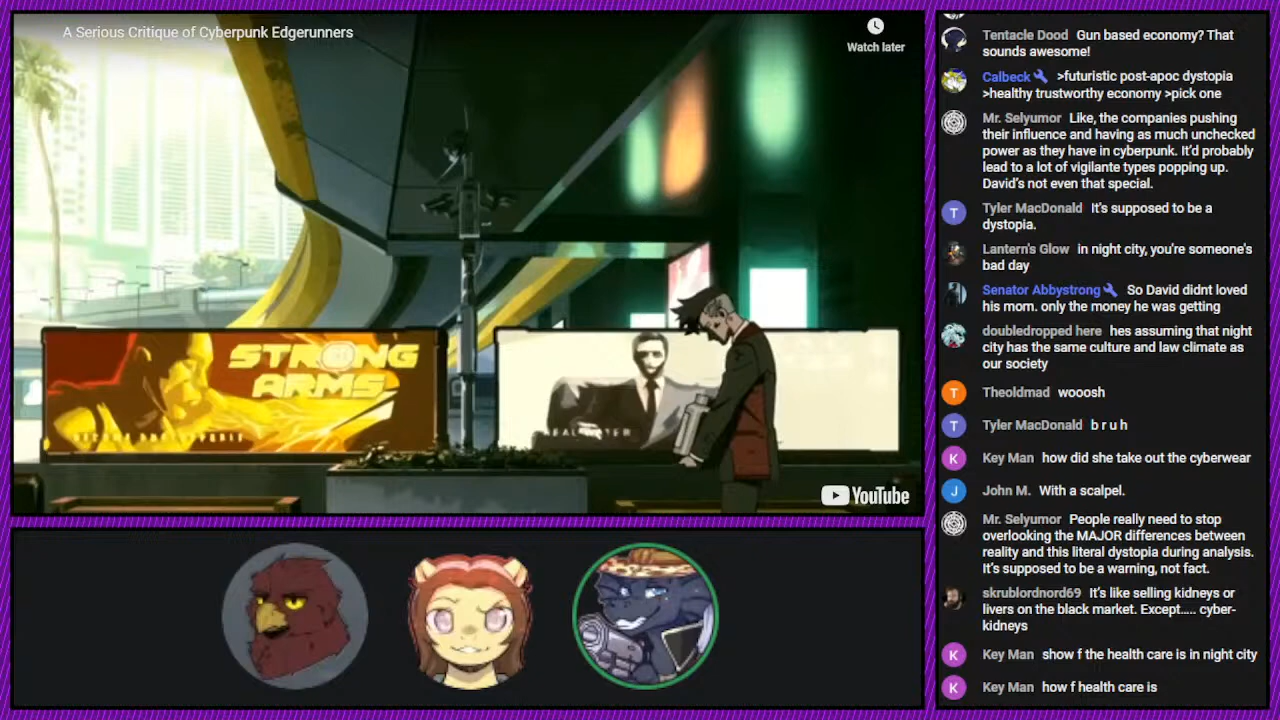 A Serious Critique of Cyberpunk Edgerunners
Watch later
STRONG
ARMS
YouTube
Tentacle Dood Gun based economy? That
sounds awesome!
Calbeck >futuristic post-apoc dystopia
>healthy trustworthy economy >pick one
Mr. Selyumor Like, the companies pushing
their influence and having as much unchecked
power as they have in cyberpunk. It'd probably
lead to a lot of vigilante types popping up.
David's not even that special.
T Tyler MacDonald It's supposed to be a
dystopia.
Lantern's Glow in night city, you're someone's
bad day
Senator Abbystrong So David didnt loved
his mom. only the money he was getting
doubledropped here hes assuming that night
city has the same culture and law climate as
our society
T Theoldmad wooosh
T Tyler MacDonald b r u h
K Key Man how did she take out the cyberwear
J John M. With a scalpel.
Mr. Selyumor People really need to stop
overlooking the MAJOR differences between
reality and this literal dystopia during analysis.
It's supposed to be a warning, not fact.
skrublordnord69 It's like selling kidneys or
livers on the black market. Except..... cyber-
kidneys
K Key Man show f the health care is in night city
K Key Man how f health care is